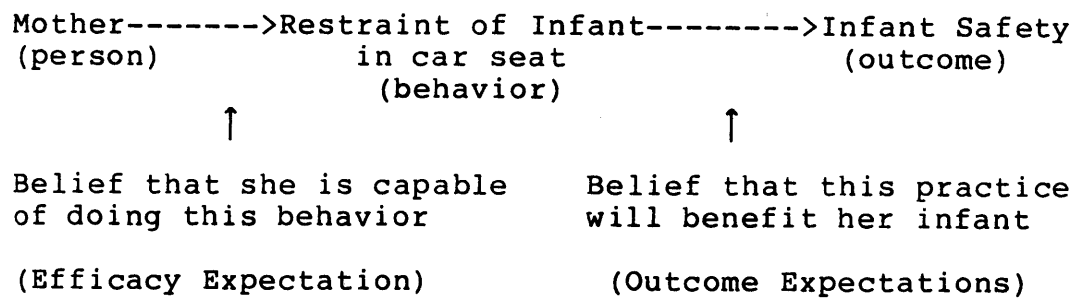 Mother------->Restraint of Infant-------->Infant Safety
(person) in car seat (outcome)
(behavior)
↑ ↑
Belief that she is capable Belief that this practice
of doing this behavior will benefit her infant
(Efficacy Expectation) (Outcome Expectations)